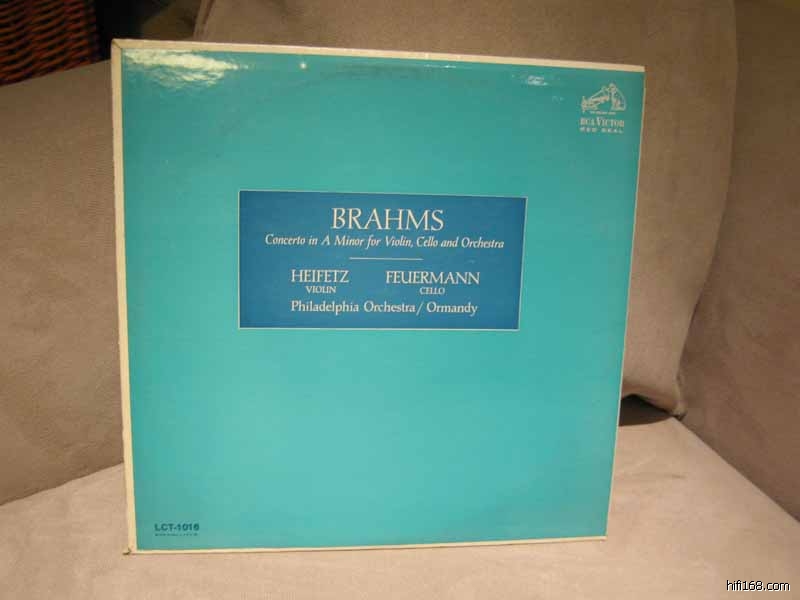 RCA VICTOR
RED SEAL
BRAHMS
Concerto in A Minor for Violin, Cello and Orchestra
HEIFETZ FEUERMANN
VIOLIN CELLO
Philadelphia Orchestra/Ormandy
LCT-1016
hifi168.com